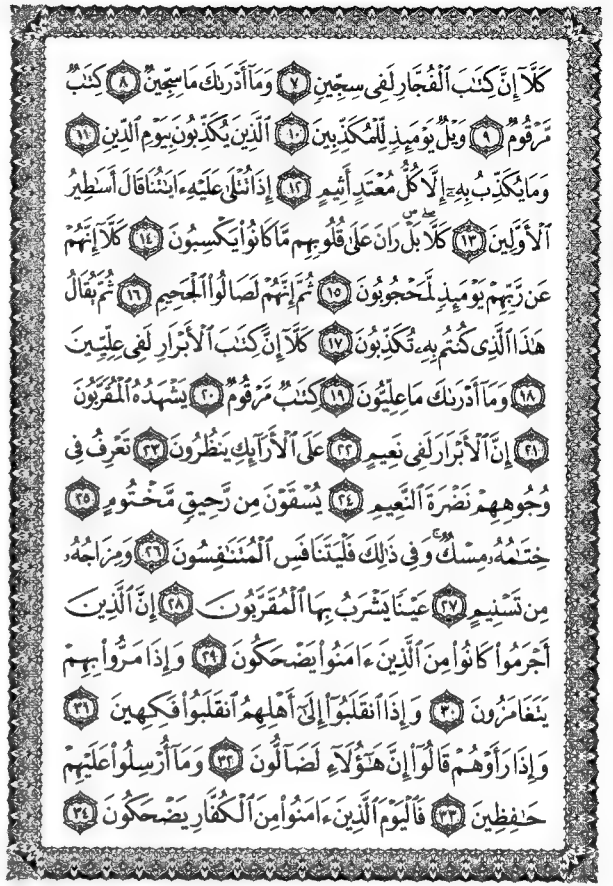 كَلَّآ إِنَّ كِتَٰبَ ٱلْفُجَّارِ لَفِى سِجِّينٍ ﴿٧﴾ وَمَآ أَدْرَىٰكَ مَا سِجِّينٌ ﴿٨﴾ كِتَٰبٌ
مَّرْقُومٌ ﴿٩﴾ وَيْلٌ يَوْمَئِذٍ لِّلْمُكَذِّبِينَ ﴿١٠﴾ ٱلَّذِينَ يُكَذِّبُونَ بِيَوْمِ ٱلدِّينِ ﴿١١﴾
وَمَا يُكَذِّبُ بِهِۦٓ إِلَّا كُلُّ مُعْتَدٍ أَثِيمٍ ﴿١٢﴾ إِذَا تُتْلَىٰ عَلَيْهِ ءَايَٰتُنَا قَالَ أَسَٰطِيرُ
ٱلْأَوَّلِينَ ﴿١٣﴾ كَلَّا ۖ بَلْ ۜ رَانَ عَلَىٰ قُلُوبِهِم مَّا كَانُوا۟ يَكْسِبُونَ ﴿١٤﴾ كَلَّآ إِنَّهُمْ
عَن رَّبِّهِمْ يَوْمَئِذٍ لَّمَحْجُوبُونَ ﴿١٥﴾ ثُمَّ إِنَّهُمْ لَصَالُوا۟ ٱلْجَحِيمِ ﴿١٦﴾ ثُمَّ يُقَالُ
هَٰذَا ٱلَّذِى كُنتُم بِهِۦ تُكَذِّبُونَ ﴿١٧﴾ كَلَّآ إِنَّ كِتَٰبَ ٱلْأَبْرَارِ لَفِى عِلِّيِّينَ
﴿١٨﴾ وَمَآ أَدْرَىٰكَ مَا عِلِّيُّونَ ﴿١٩﴾ كِتَٰبٌ مَّرْقُومٌ ﴿٢٠﴾ يَشْهَدُهُ ٱلْمُقَرَّبُونَ
﴿٢١﴾ إِنَّ ٱلْأَبْرَارَ لَفِى نَعِيمٍ ﴿٢٢﴾ عَلَى ٱلْأَرَآئِكِ يَنظُرُونَ ﴿٢٣﴾ تَعْرِفُ فِى
وُجُوهِهِمْ نَضْرَةَ ٱلنَّعِيمِ ﴿٢٤﴾ يُسْقَوْنَ مِن رَّحِيقٍ مَّخْتُومٍ ﴿٢٥﴾
خِتَٰمُهُۥ مِسْكٌ ۚ وَفِى ذَٰلِكَ فَلْيَتَنَافَسِ ٱلْمُتَنَٰفِسُونَ ﴿٢٦﴾ وَمِزَاجُهُۥ
مِن تَسْنِيمٍ ﴿٢٧﴾ عَيْنًا يَشْرَبُ بِهَا ٱلْمُقَرَّبُونَ ﴿٢٨﴾ إِنَّ ٱلَّذِينَ
أَجْرَمُوا۟ كَانُوا۟ مِنَ ٱلَّذِينَ ءَامَنُوا۟ يَضْحَكُونَ ﴿٢٩﴾ وَإِذَا مَرُّوا۟ بِهِمْ
يَتَغَامَزُونَ ﴿٣٠﴾ وَإِذَا ٱنقَلَبُوٓا۟ إِلَىٰٓ أَهْلِهِمُ ٱنقَلَبُوا۟ فَكِهِينَ ﴿٣١﴾
وَإِذَا رَأَوْهُمْ قَالُوٓا۟ إِنَّ هَٰٓؤُلَآءِ لَضَآلُّونَ ﴿٣٢﴾ وَمَآ أُرْسِلُوا۟ عَلَيْهِمْ
حَٰفِظِينَ ﴿٣٣﴾ فَٱلْيَوْمَ ٱلَّذِينَ ءَامَنُوا۟ مِنَ ٱلْكُفَّارِ يَضْحَكُونَ ﴿٣٤﴾